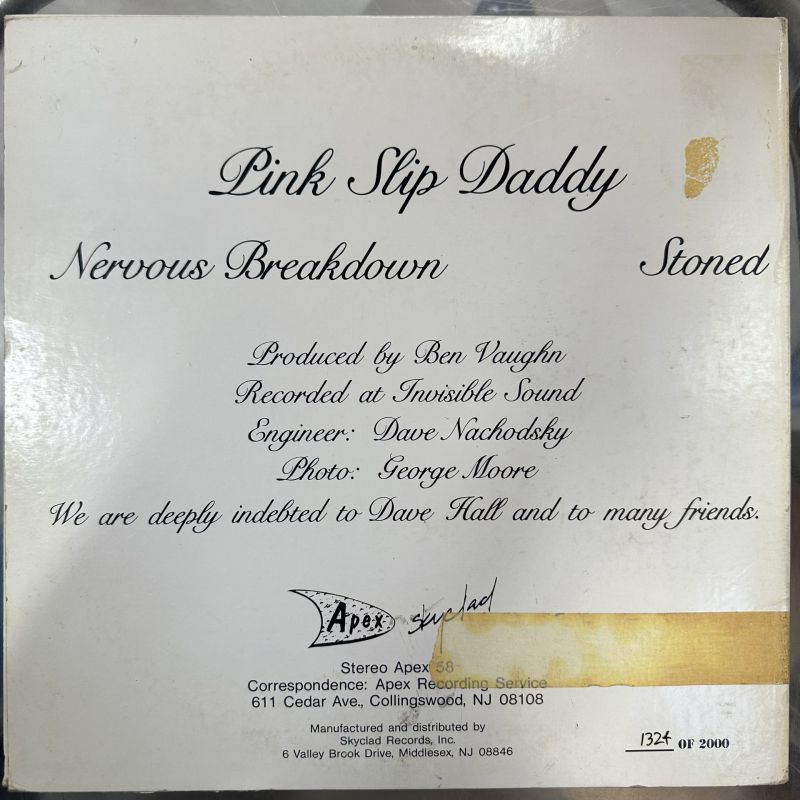 Pink Slip Daddy
Nervous Breakdown Stoned
Produced by Ben Vaughn
Recorded at Invisible Sound
Engineer: Dave Nachodsky
Photo: George Moore
We are deeply indebted to Dave Hall and to many friends.
Apex skyclad
Stereo Apex 58
Correspondence: Apex Recording Service
611 Cedar Ave., Collingswood, NJ 08108
Manufactured and distributed by
Skyclad Records, Inc.
6 Valley Brook Drive, Middlesex, NJ 08846
1324 OF 2000